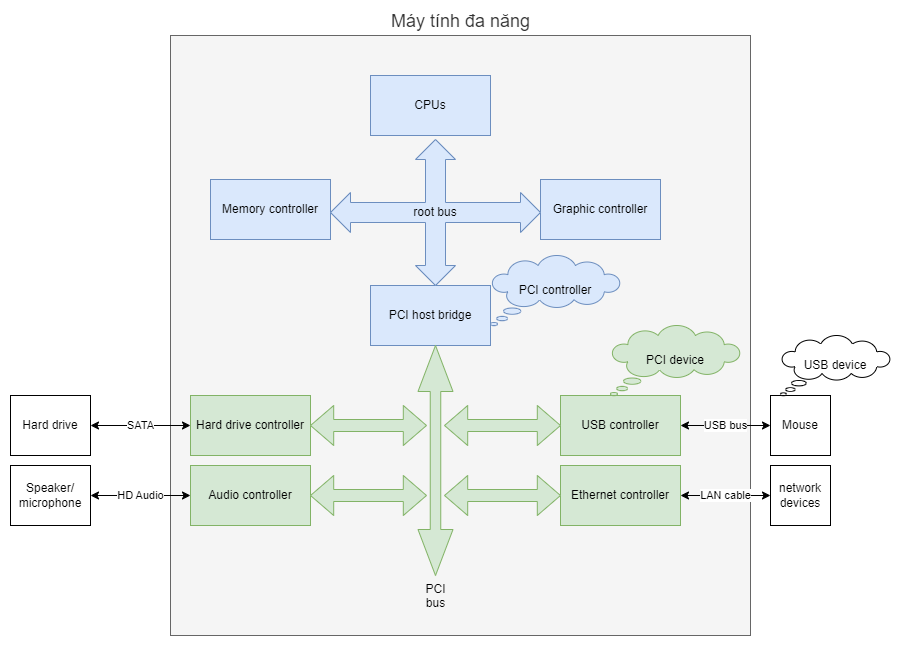 Máy tính đa năng
CPUs
Memory controller
root bus
Graphic controller
PCI controller
PCI host bridge
PCI device
USB device
Hard drive
SATA
Hard drive controller
USB controller
USB bus
Mouse
Speaker/
microphone
HD Audio
Audio controller
Ethernet controller
LAN cable
network
devices
PCI
bus